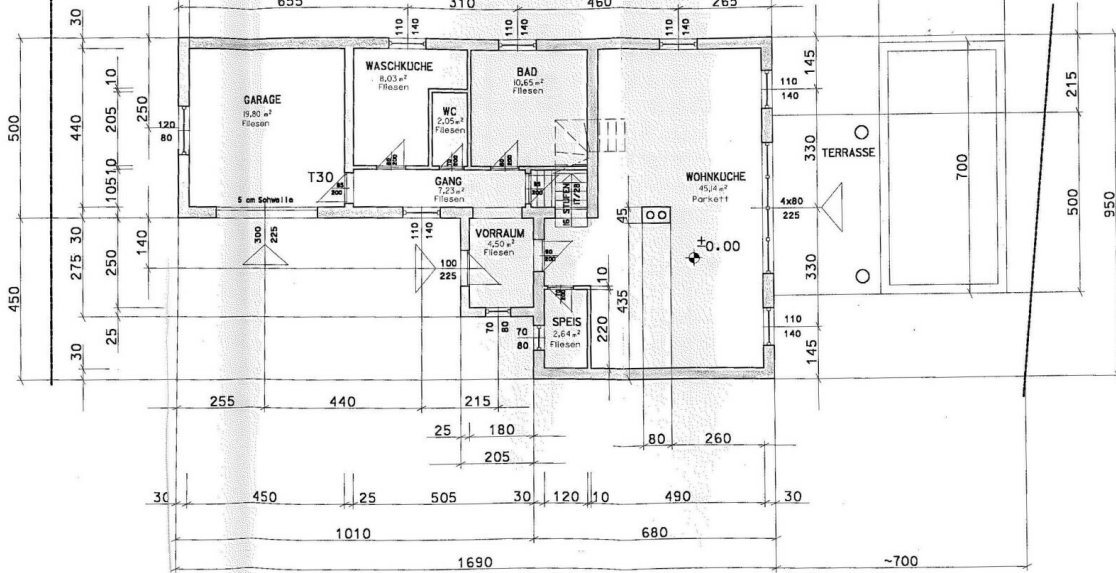 655 310 460 265
30
110 140
110 140
110 140
145
500
440
10
205
10
105
250
120
80
GARAGE
19,80 m²
Fliesen
WASCHKÜCHE
8,03 m²
Fliesen
WC
2,05 m²
Fliesen
BAD
10,65 m²
Fliesen
110
140
215
330
TERRASSE
700
500
950
T30
GANG
7,23 m²
Fliesen
16 STUFEN
17/28
WOHNKÜCHE
45,14 m²
Parkett
4x80
225
5 cm Schwelle
45
±0.00
300
225
110
140
VORRAUM
4,50 m²
Fliesen
100
225
30
275
250
140
450
25
30
10
435
220
330
70
80
70
80
SPEIS
2,64 m²
Fliesen
110
140
145
255 440 215
25 180
205
80 260
30 450 25 505 30 120 10 490 30
1010 680
1690 ~700